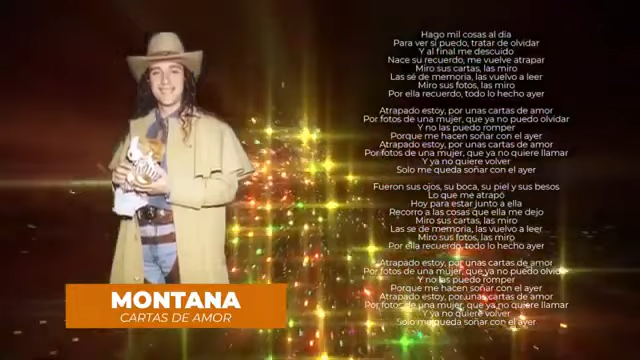 Hago mil cosas al día
Para ver si puedo, tratar de olvidar
Y al final me descuido
Nace su recuerdo, me vuelve atrapar
Miro sus cartas, las miro
Las sé de memoria, las vuelvo a leer
Miro sus fotos, las miro
Por ella recuerdo, todo lo hecho ayer
Atrapado estoy, por unas cartas de amor
Por fotos de una mujer, que ya no puedo olvidar
Y no las puedo romper
Porque me hacen soñar con el ayer
Atrapado estoy, por unas cartas de amor
Por fotos de una mujer, que ya no quiere llamar
Y ya no quiere volver
Solo me queda soñar con el ayer
Fueron sus ojos, su boca, su piel y sus besos
Lo que me atrapó
Hoy para estar junto a ella
Recorro a las cosas que ella me dejo
Miro sus cartas, las miro
Las se de memoria, las vuelvo a leer
Miro sus fotos, las miro
Por ella recuerdo, todo lo hecho ayer
Atrapado estoy, por unas cartas de amor
Por fotos de una mujer, que ya no puedo olvidar
Y no las puedo romper
Porque me hacen soñar con el ayer
Atrapado estoy, por unas cartas de amor
Por fotos de una mujer, que ya no quiere llamar
Y ya no quiere volver
Solo me queda soñar con el ayer
MONTANA
CARTAS DE AMOR